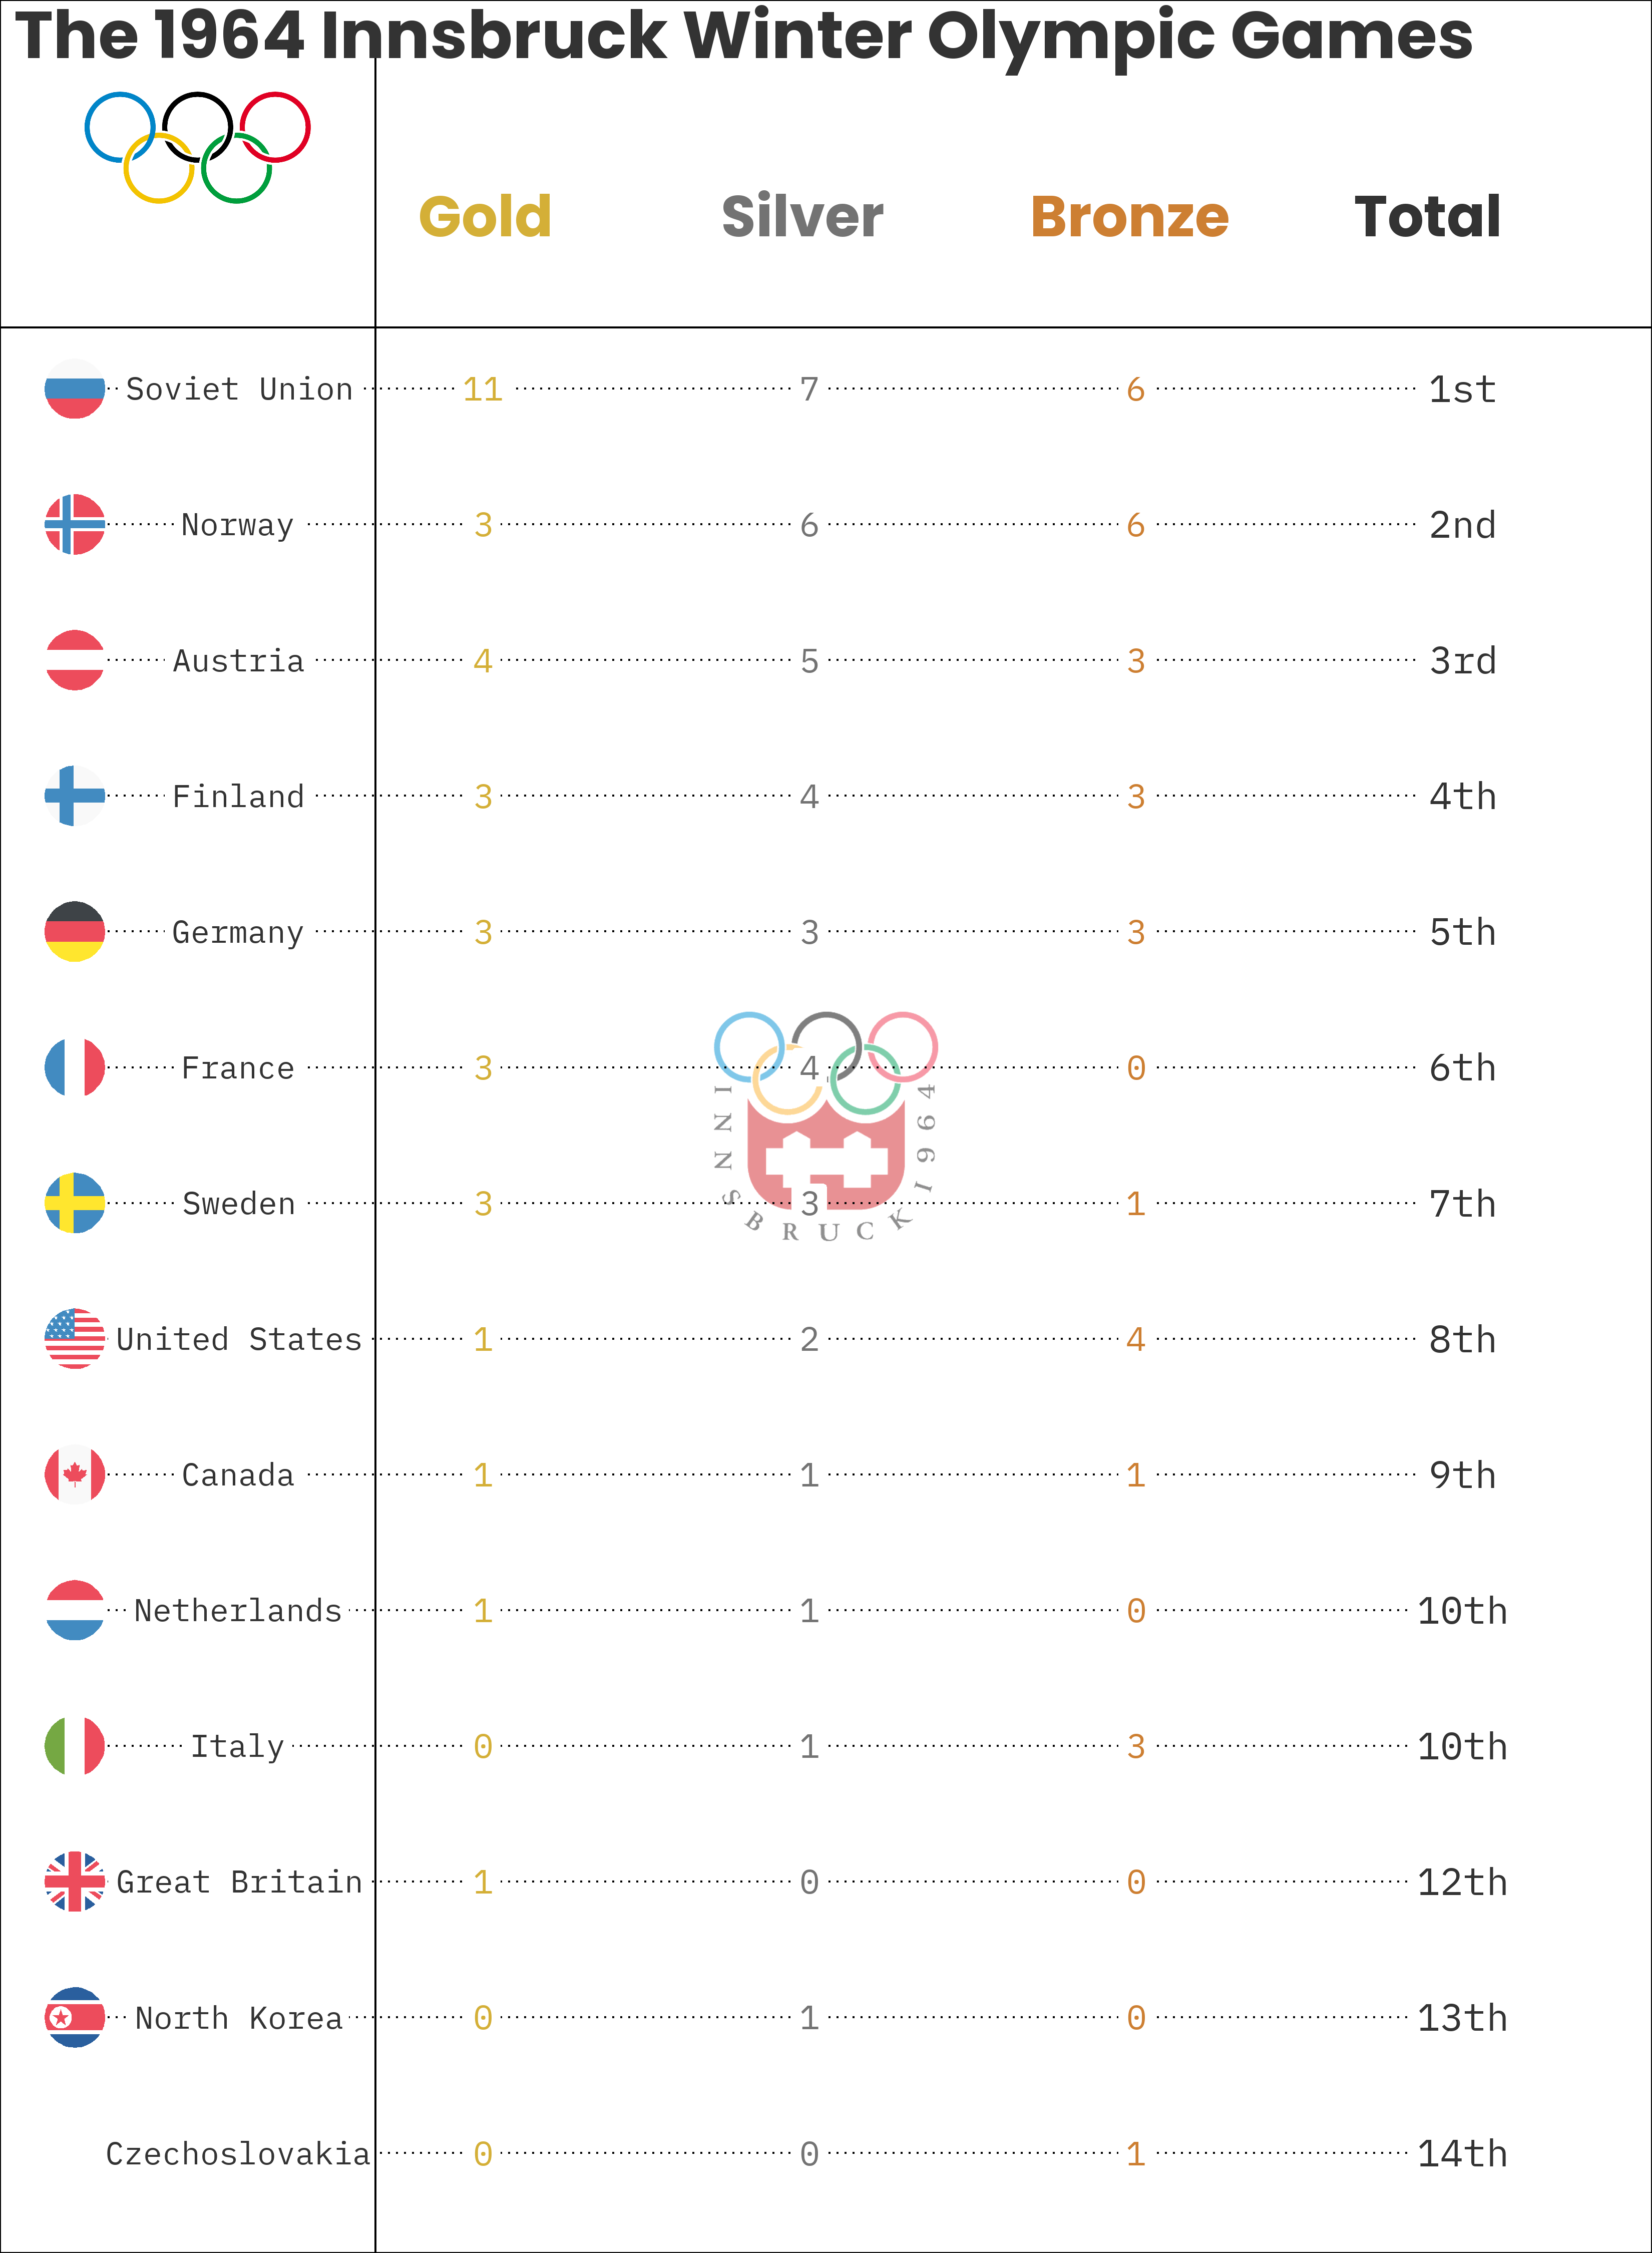 The 1964 Innsbruck Winter Olympic Games
Gold Silver Bronze Total
Soviet Union 11 7 6 1st
Norway 3 6 6 2nd
Austria 4 5 3 3rd
Finland 3 4 3 4th
Germany 3 3 3 5th
France 3 4 0 6th
INNSBRUCK 1964
Sweden 3 3 1 7th
United States 1 2 4 8th
Canada 1 1 1 9th
Netherlands 1 1 0 10th
Italy 0 1 3 10th
Great Britain 1 0 0 12th
North Korea 0 1 0 13th
Czechoslovakia 0 0 1 14th